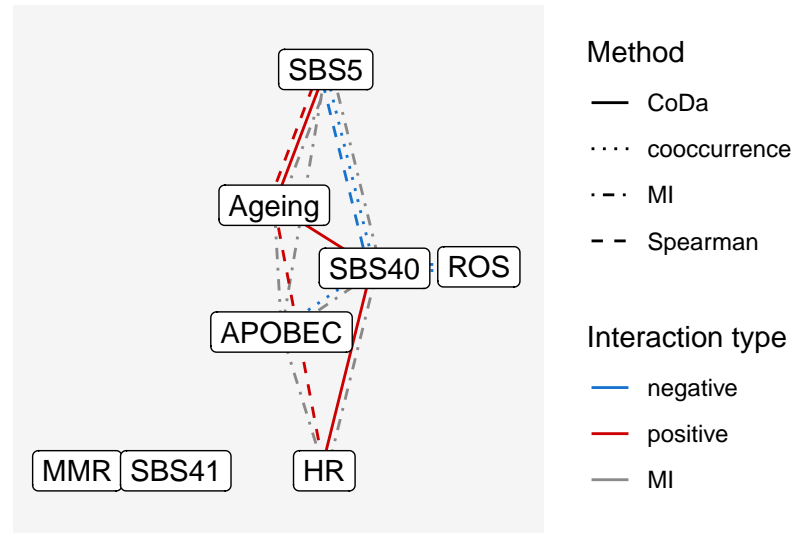 SBS5
Ageing
SBS40
ROS
APOBEC
MMR
SBS41
HR
Method
CoDa
cooccurrence
MI
Spearman
Interaction type
negative
positive
MI